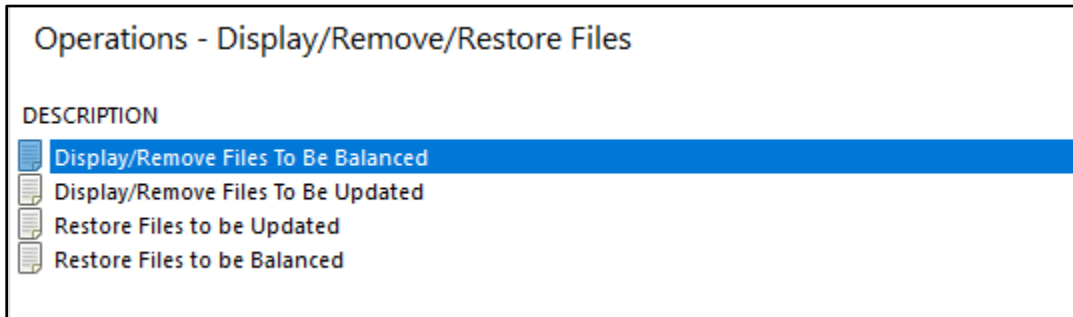 Operations - Display/Remove/Restore Files
DESCRIPTION
Display/Remove Files To Be Balanced
Display/Remove Files To Be Updated
Restore Files to be Updated
Restore Files to be Balanced